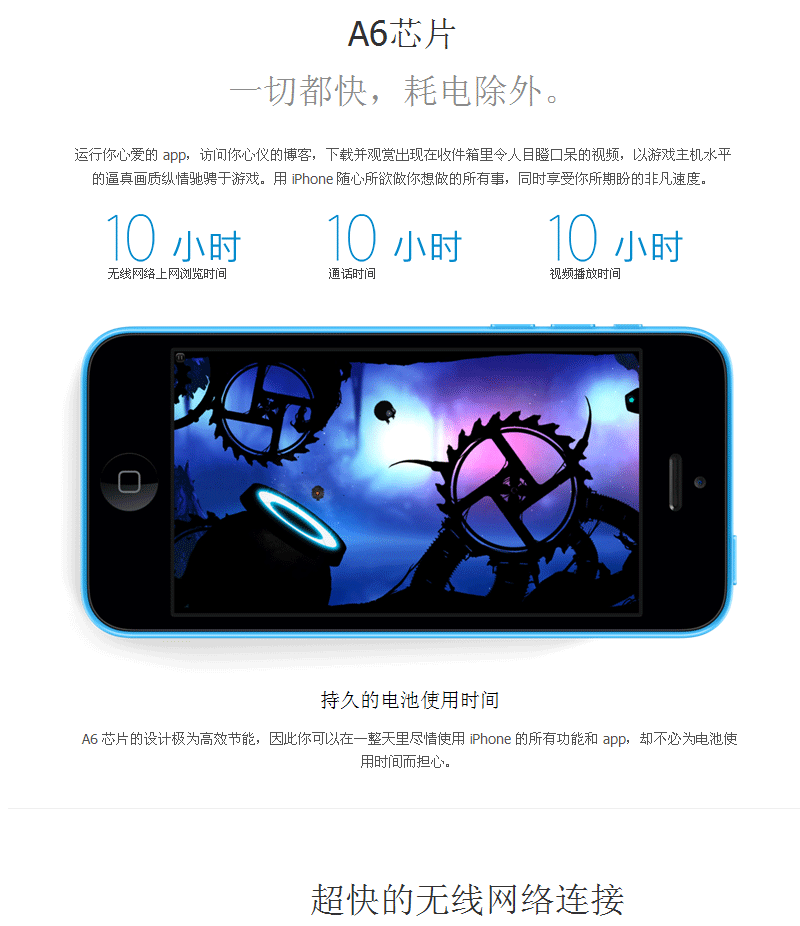 A6芯片
一切都快，耗电除外。
运行你心爱的 app，访问你心仪的博客，下载并观赏出现在收件箱里令人目瞪口呆的视频，以游戏主机水平
的逼真画质纵情驰骋于游戏。用 iPhone 随心所欲做你想做的所有事，同时享受你所期盼的非凡速度。
10 小时 10 小时 10 小时
无线网络上网浏览时间 通话时间 视频播放时间
持久的电池使用时间
A6 芯片的设计极为高效节能，因此你可以在一整天里尽情使用 iPhone 的所有功能和 app，却不必为电池使
用时间而担心。
超快的无线网络连接